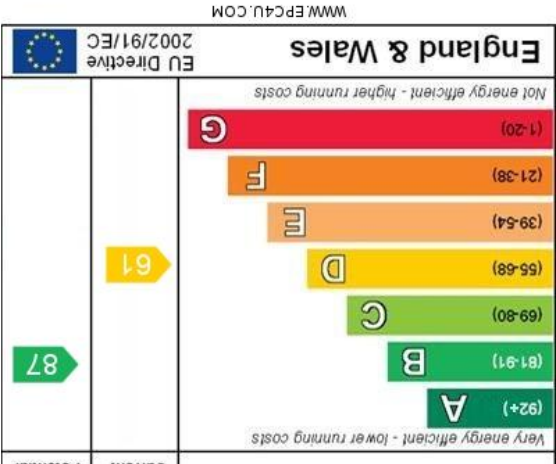 Very energy efficient - lower running costs
(92+) A
(81-91) B
87
(69-80) C
(55-68) D
61
(39-54) E
(21-38) F
(1-20) G
Not energy efficient - higher running costs
England & Wales
EU Directive
2002/91/EC
WWW.EPC4U.COM